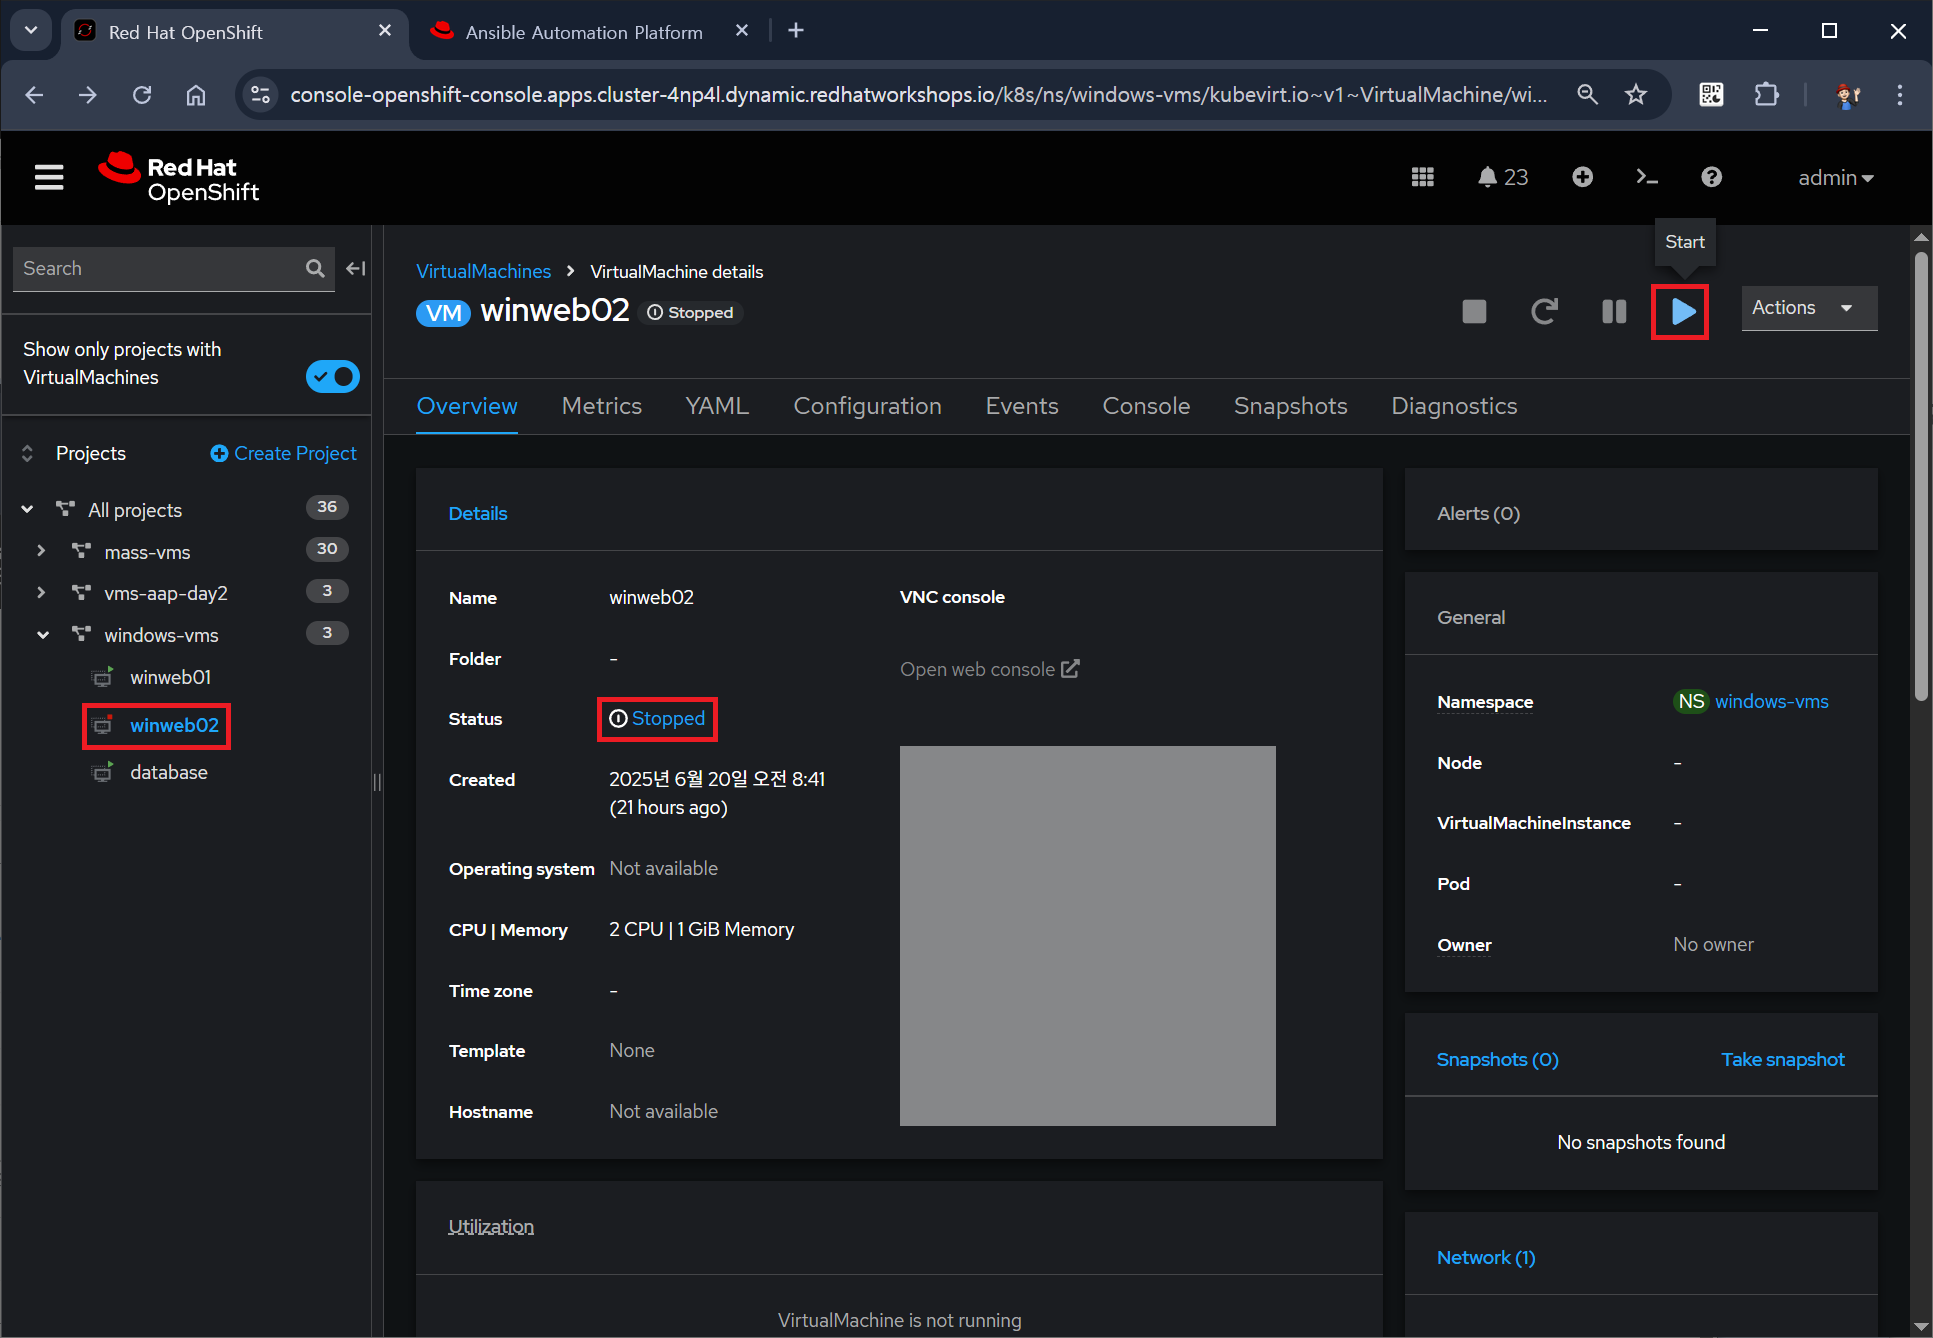 Red Hat OpenShift
Ansible Automation Platform
console-openshift-console.apps.cluster-4np4l.dynamic.redhatworkshops.io/k8s/ns/windows-vms/kubevirt.io~v1~VirtualMachine/wi...
Red Hat
OpenShift
23
admin
Start
Search
VirtualMachines > VirtualMachine details
VM winweb02 Stopped
Actions
Show only projects with
VirtualMachines
Overview Metrics YAML Configuration Events Console Snapshots Diagnostics
Projects Create Project
All projects 36
mass-vms 30
vms-aap-day2 3
windows-vms 3
winweb01
winweb02
database
Details
Name winweb02
Folder -
Status Stopped
Created 2025년 6월 20일 오전 8:41
(21 hours ago)
Operating system Not available
CPU | Memory 2 CPU | 1 GiB Memory
Time zone -
Template None
Hostname Not available
VNC console
Open web console
Utilization
VirtualMachine is not running
Alerts (0)
General
Namespace NS windows-vms
Node -
VirtualMachineInstance -
Pod -
Owner No owner
Snapshots (0) Take snapshot
No snapshots found
Network (1)